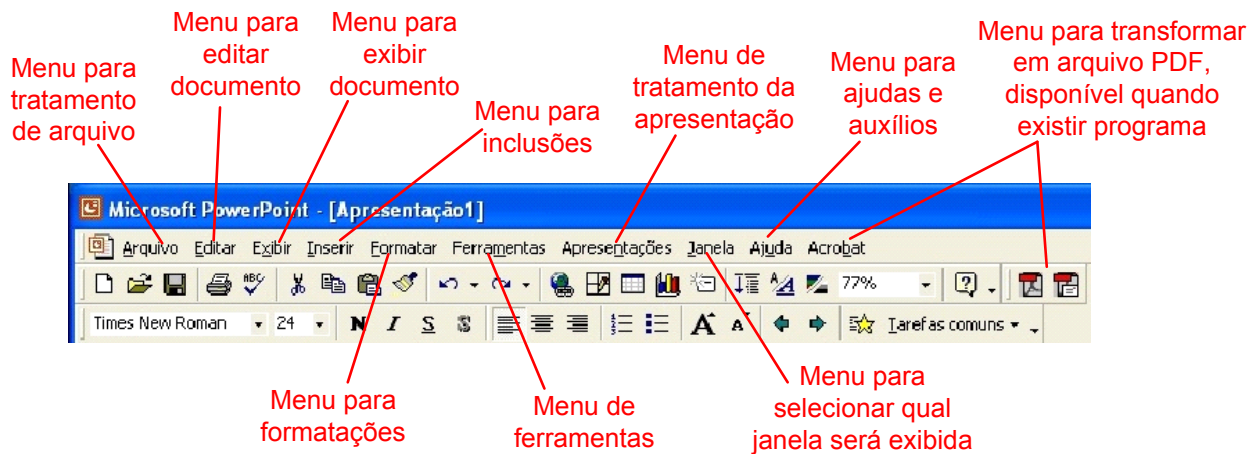 Menu para
tratamento
de arquivo
Menu para
editar
documento
Menu para
exibir
documento
Menu para
inclusões
Menu de
tratamento da
apresentação
Menu para
ajudas e
auxílios
Menu para transformar
em arquivo PDF,
disponível quando
existir programa
Microsoft PowerPoint - [Apresentação1]
Arquivo Editar Exibir Inserir Formatar Ferramentas Apresentações Janela Ajuda Acrobat
ABC 77%
Times New Roman 24 N I S S A A Tarefas comuns
Menu para
formatações
Menu de
ferramentas
Menu para
selecionar qual
janela será exibida